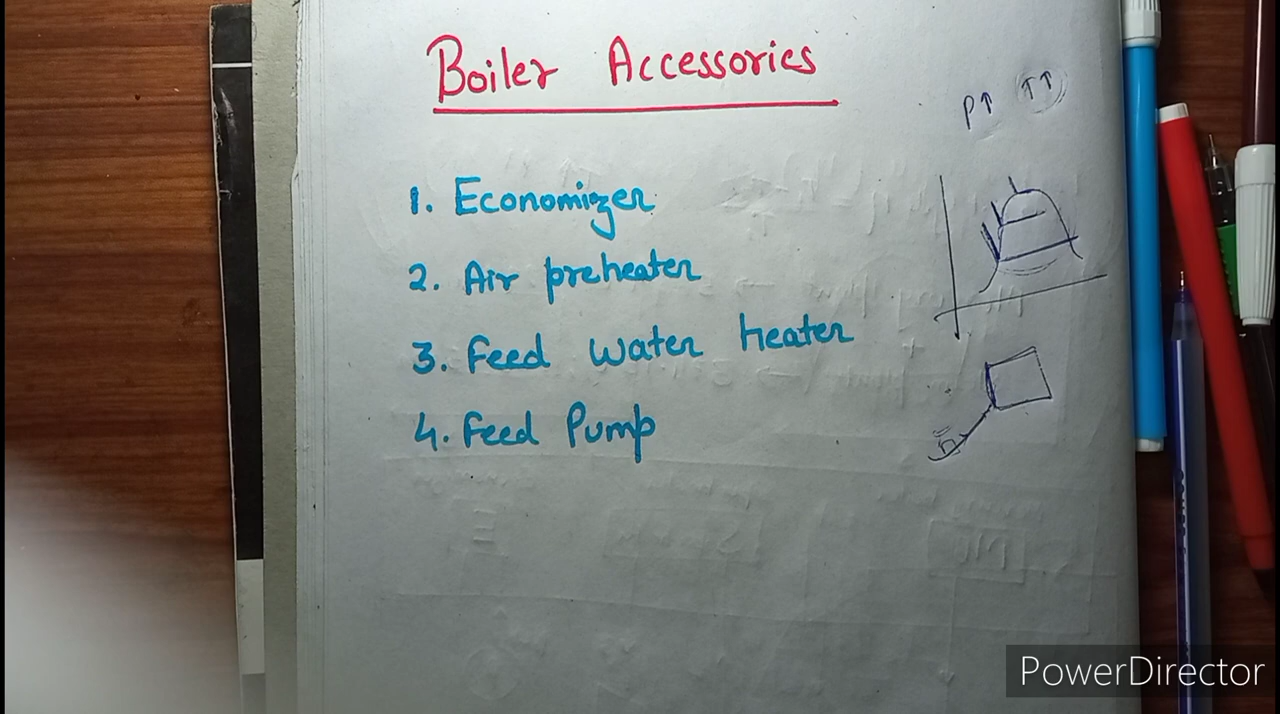 Boiler Accessories
P↑ ↑↑
1. Economizer
2. Air preheater
3. Feed water heater
4. Feed Pump
PowerDirector